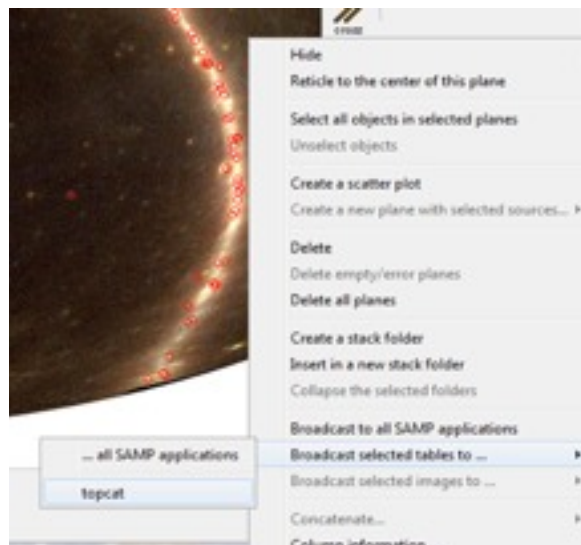 Hide
Reticle to the center of this plane
Select all objects in selected planes
Unselect objects
Create a scatter plot
Create a new plane with selected sources...
Delete
Delete empty/error planes
Delete all planes
Create a stack folder
Insert in a new stack folder
Collapse the selected folders
Broadcast to all SAMP applications
... all SAMP applications
Broadcast selected tables to ...
topcat
Broadcast selected images to ...
Concatenate...
Column information